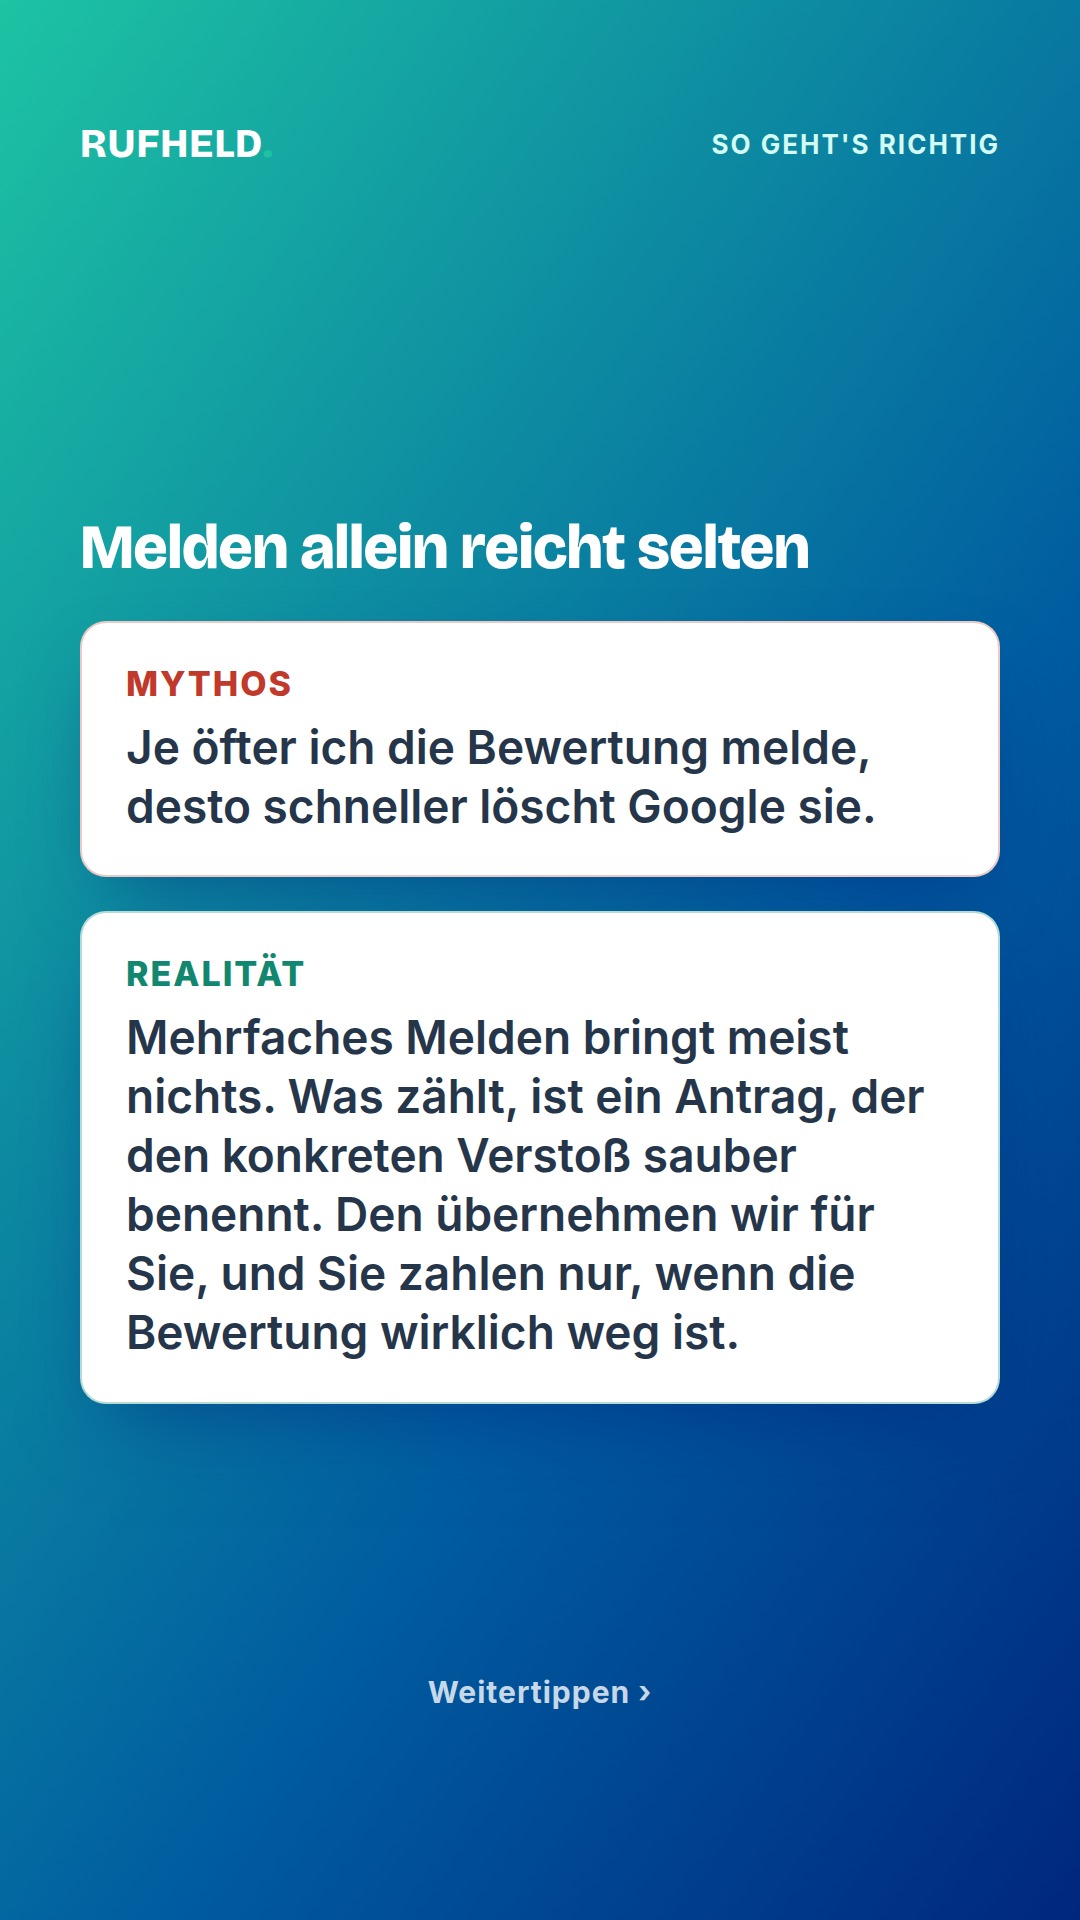 RUFHELD.
SO GEHT'S RICHTIG
Melden allein reicht selten
MYTHOS
Je öfter ich die Bewertung melde,
desto schneller löscht Google sie.
REALITÄT
Mehrfaches Melden bringt meist
nichts. Was zählt, ist ein Antrag, der
den konkreten Verstoß sauber
benennt. Den übernehmen wir für
Sie, und Sie zahlen nur, wenn die
Bewertung wirklich weg ist.
Weitertippen ›